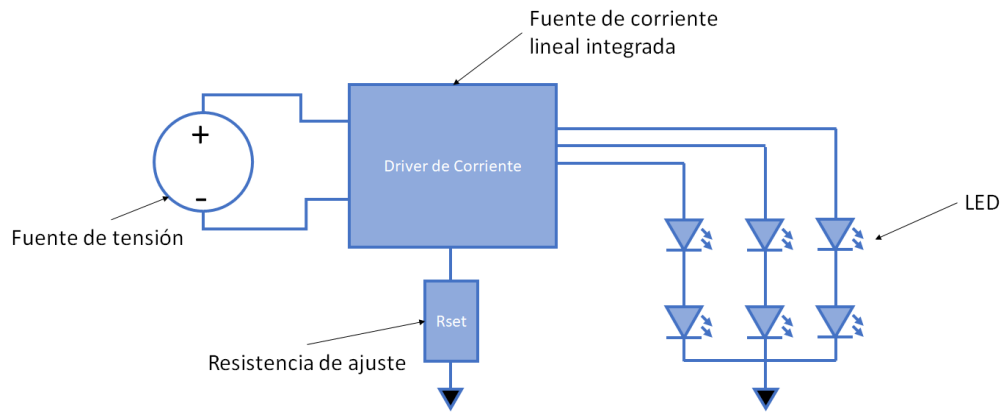 Fuente de corriente
lineal integrada
+
Driver de Corriente
-
LED
Fuente de tensión
Rset
Resistencia de ajuste